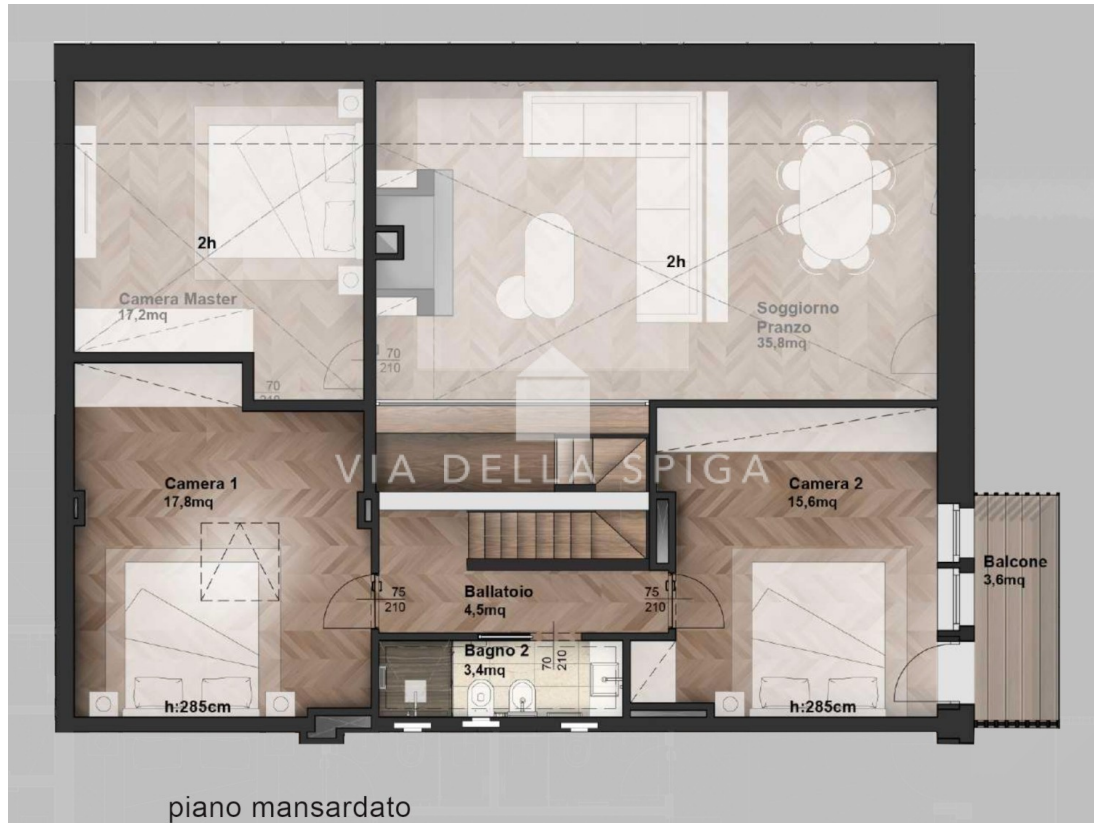 2h
Camera Master
17,2mq
2h
Soggiorno
Pranzo
35,8mq
70
210
70
210
VIA DELLA SPIGA
Camera 1
17,8mq
Camera 2
15,6mq
Balcone
3,6mq
75
210
Ballatoio
4,5mq
75
210
Bagno 2
3,4mq
70
210
h:285cm
h:285cm
piano mansardato